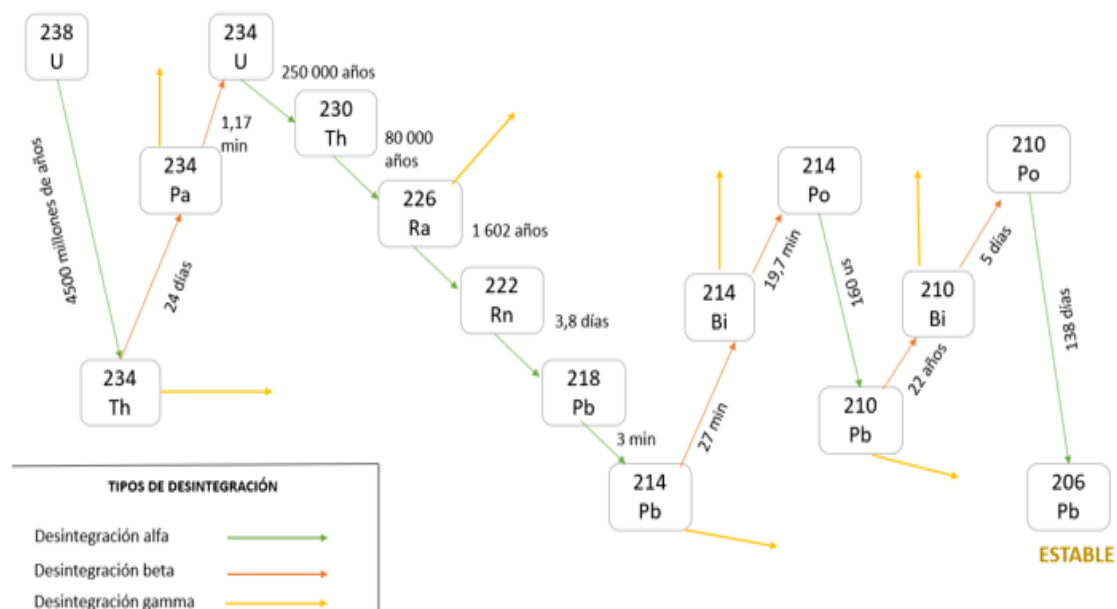 238
U
234
U
250 000 años
230
Th
1,17
min
234
Pa
80 000
años
4500 millones de años
24 días
226
Ra
1 602 años
234
Th
222
Rn
3,8 días
218
Pb
3 min
214
Pb
27 min
214
Bi
19,7 min
214
Po
160 us
210
Pb
22 años
210
Bi
5 días
210
Po
138 días
206
Pb
ESTABLE
TIPOS DE DESINTEGRACIÓN
Desintegración alfa
Desintegración beta
Desintegración gamma